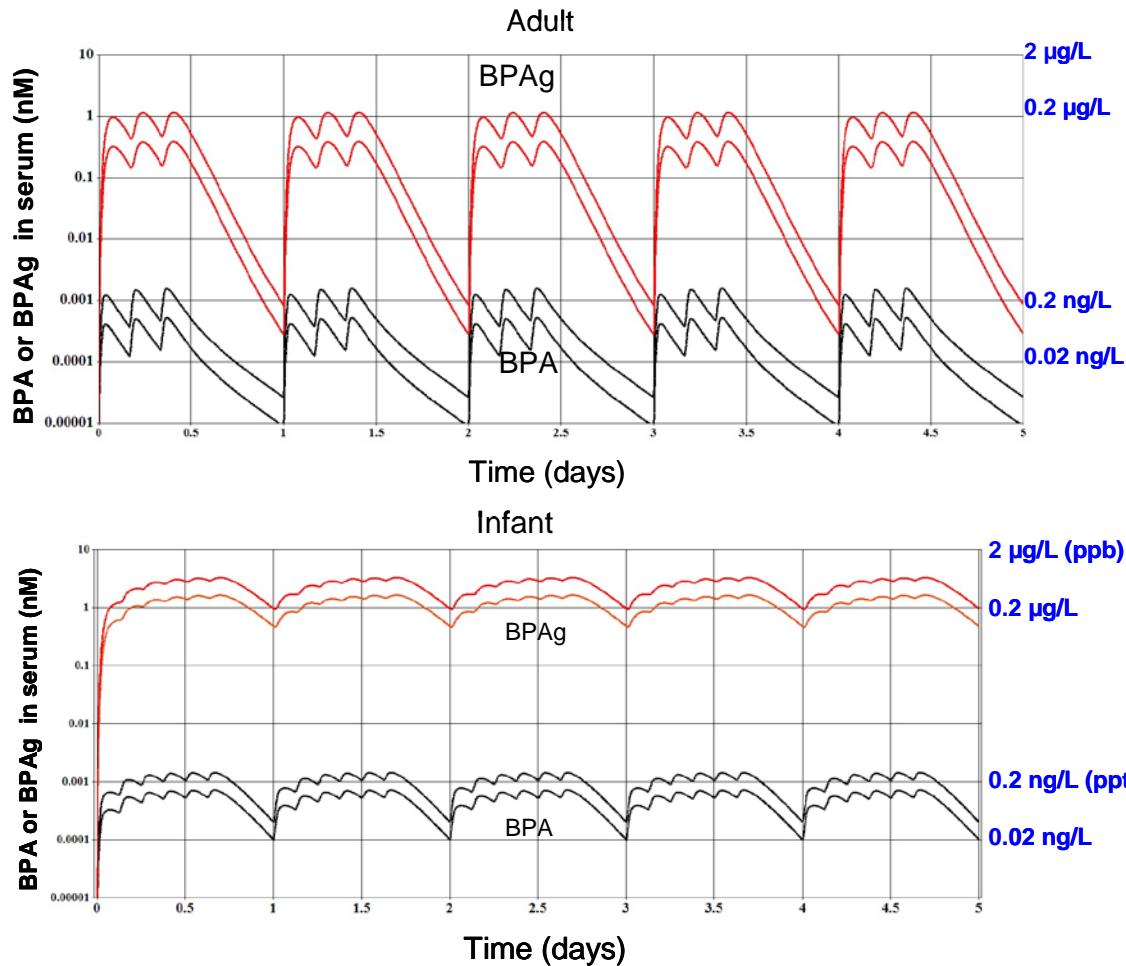 Adult
BPA or BPAg in serum (nM)
10
1
0.1
0.01
0.001
0.0001
0.00001
BPAg
BPA
2 µg/L
0.2 µg/L
0.2 ng/L
0.02 ng/L
0 0.5 1 1.5 2 2.5 3 3.5 4 4.5 5
Time (days)
Infant
BPA or BPAg in serum (nM)
10
1
0.1
0.01
0.001
0.0001
0.00001
BPAg
BPA
2 µg/L (ppb)
0.2 µg/L
0.2 ng/L (ppt
0.02 ng/L
0 0.5 1 1.5 2 2.5 3 3.5 4 4.5 5
Time (days)